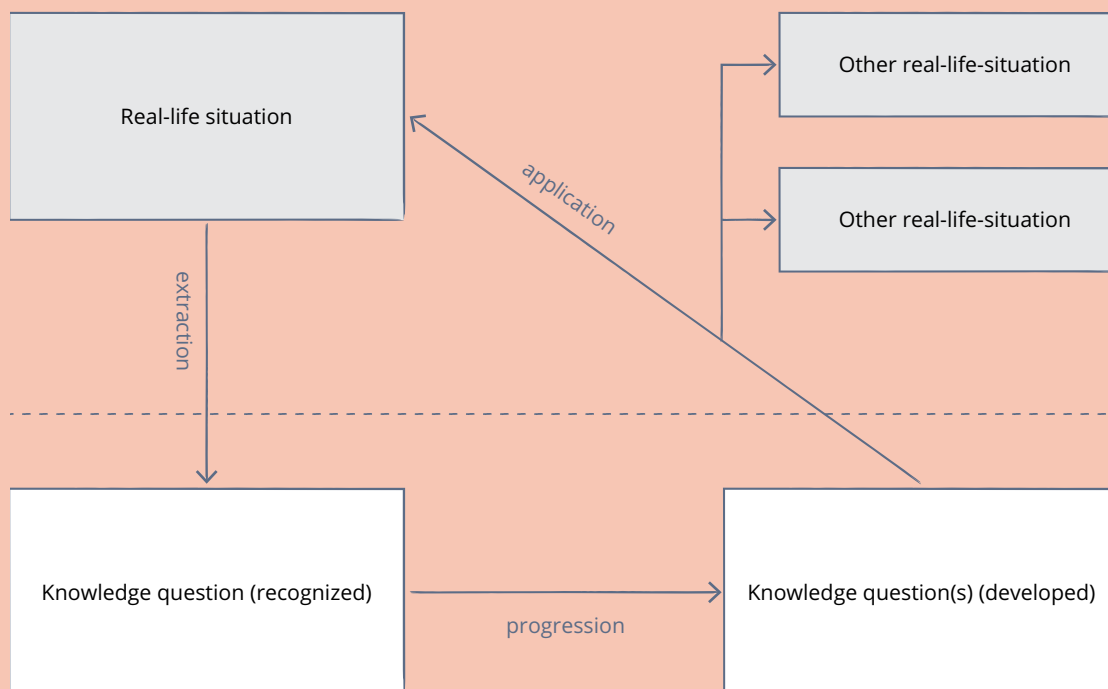 Real-life situation
Other real-life-situation
Other real-life-situation
application
extraction
Knowledge question (recognized)
progression
Knowledge question(s) (developed)